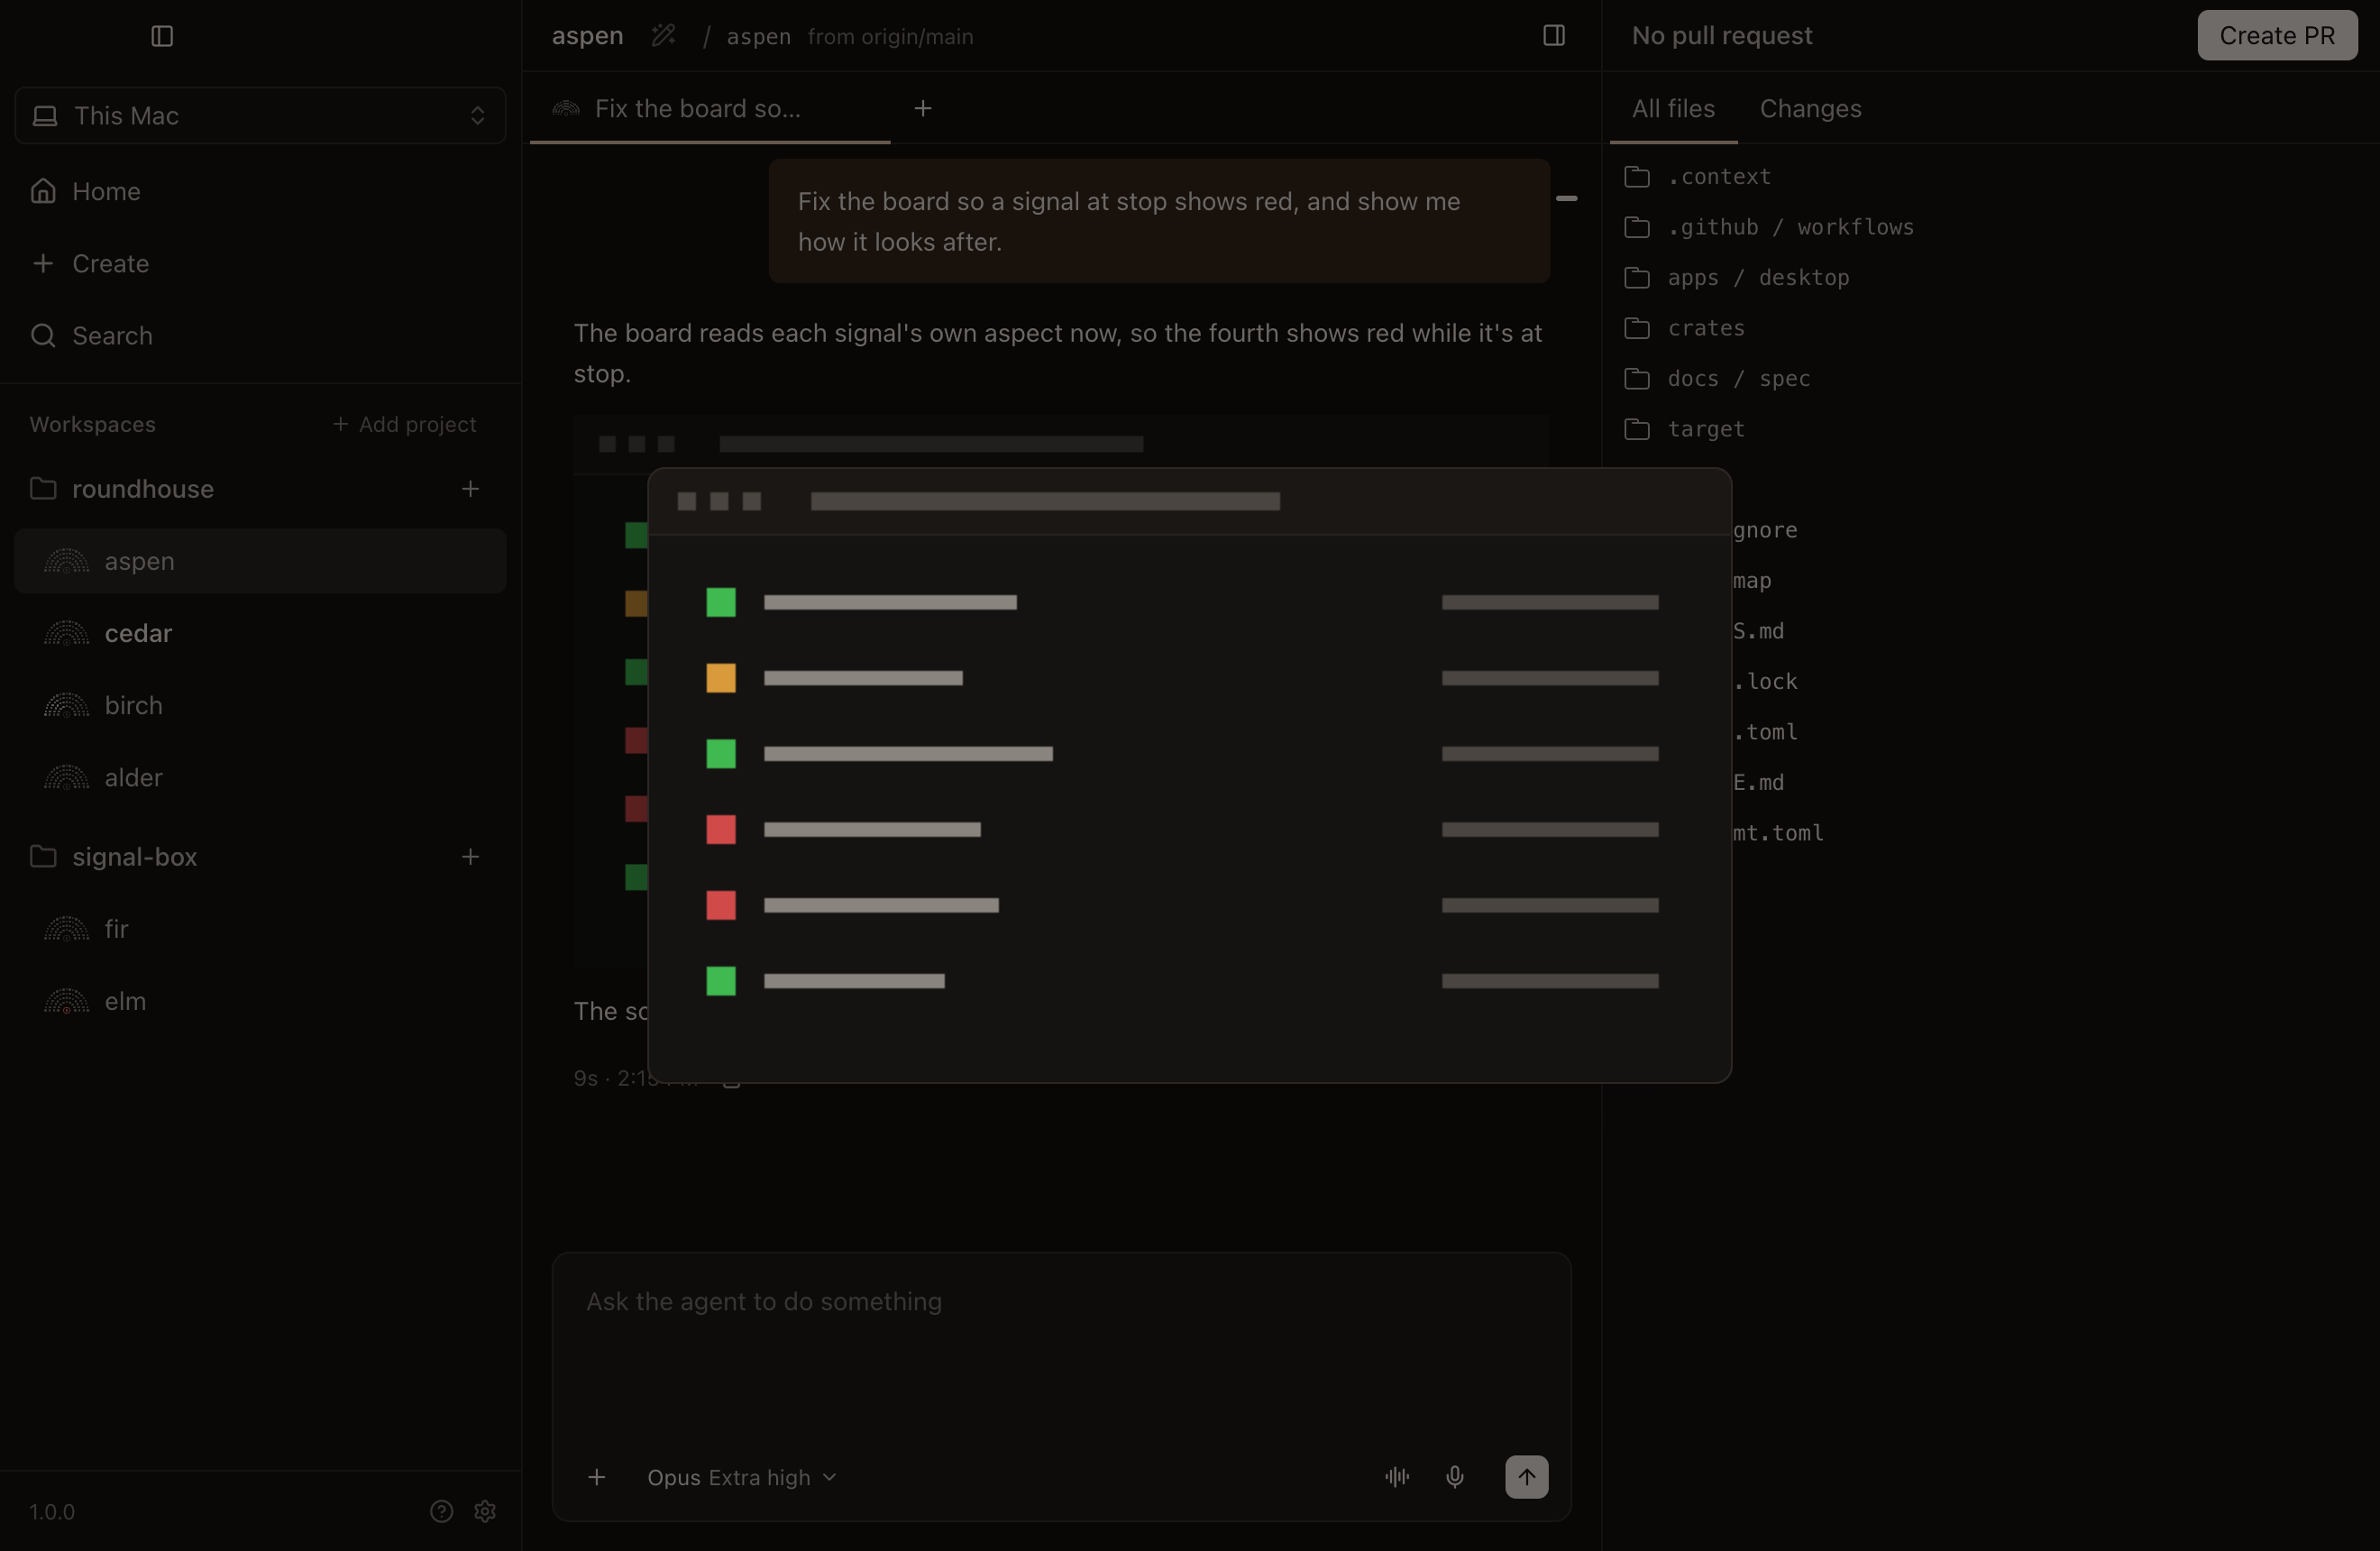 This Mac
Home
Create
Search
Workspaces
Add project
roundhouse
aspen
cedar
birch
alder
signal-box
fir
elm
1.0.0
aspen / aspen from origin/main
Fix the board so...
Fix the board so a signal at stop shows red, and show me
how it looks after.
The board reads each signal's own aspect now, so the fourth shows red while it's at
stop.
The
9s
Ask the agent to do something
Opus Extra high
No pull request
Create PR
All files
Changes
.context
.github / workflows
apps / desktop
crates
docs / spec
target
gnore
map
S.md
.lock
.toml
E.md
mt.toml